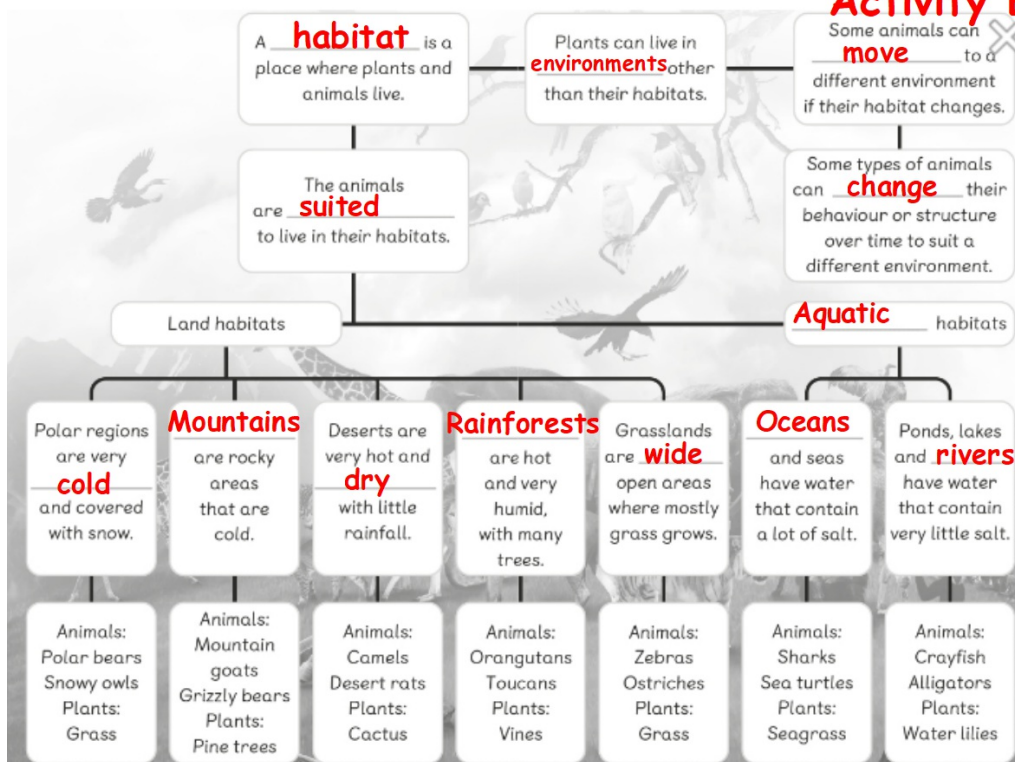 Activity
A habitat is a
place where plants and
animals live.
Plants can live in
environments other
than their habitats.
Some animals can
move to a
different environment
if their habitat changes.
The animals
are suited
to live in their habitats.
Some types of animals
can change their
behaviour or structure
over time to suit a
different environment.
Land habitats
Aquatic habitats
Polar regions
are very
cold
and covered
with snow.
Mountains
are rocky
areas
that are
cold.
Deserts are
very hot and
dry
with little
rainfall.
Rainforests
are hot
and very
humid,
with many
trees.
Grasslands
are wide
open areas
where mostly
grass grows.
Oceans
and seas
have water
that contain
a lot of salt.
Ponds, lakes
and rivers
have water
that contain
very little salt.
Animals:
Polar bears
Snowy owls
Plants:
Grass
Animals:
Mountain
goats
Grizzly bears
Plants:
Pine trees
Animals:
Camels
Desert rats
Plants:
Cactus
Animals:
Orangutans
Toucans
Plants:
Vines
Animals:
Zebras
Ostriches
Plants:
Grass
Animals:
Sharks
Sea turtles
Plants:
Seagrass
Animals:
Crayfish
Alligators
Plants:
Water lilies